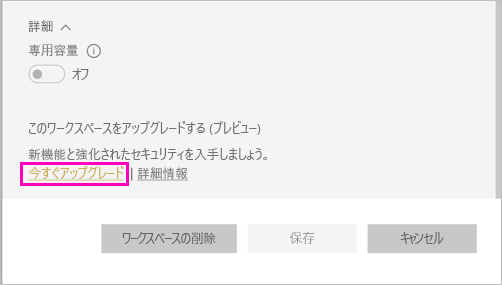 詳細
専用容量
オフ
このワークスペースをアップグレードする (プレビュー)
新機能と強化されたセキュリティを入手しましょう。
今すぐアップグレード | 詳細情報
ワークスペースの削除 保存 キャンセル